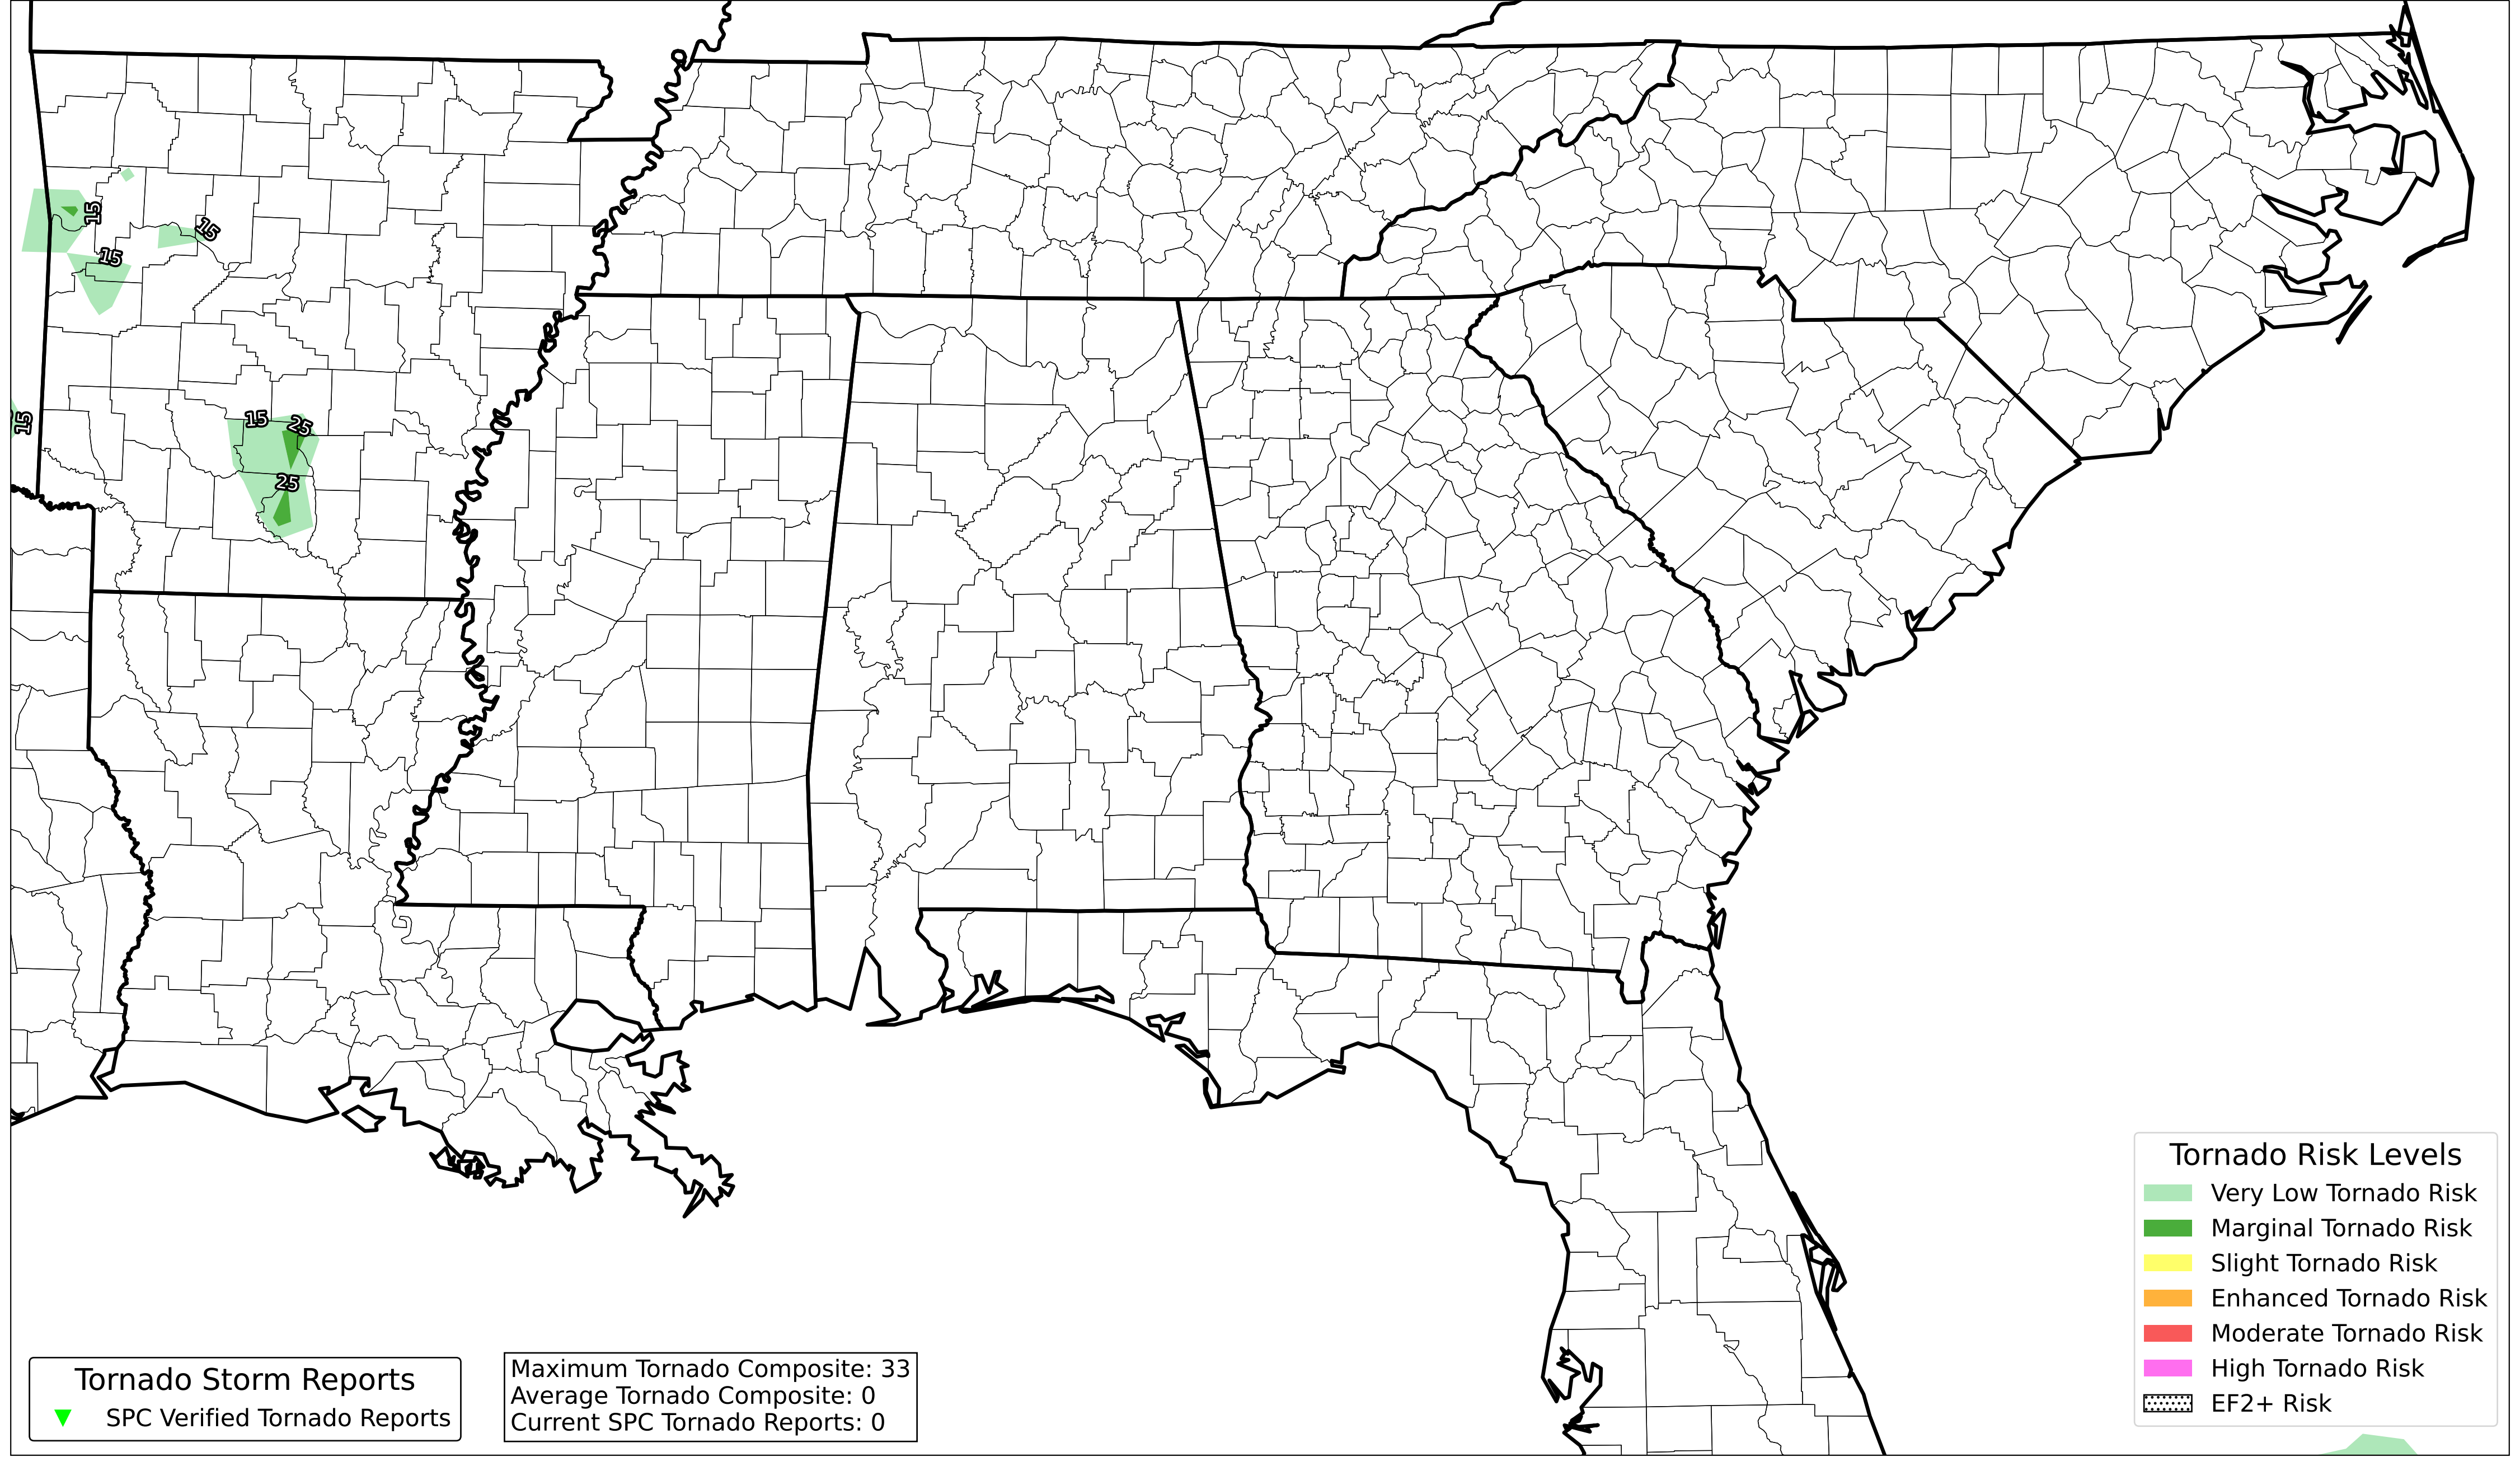 15
15
15
15
15
25
25
Tornado Risk Levels
Very Low Tornado Risk
Marginal Tornado Risk
Slight Tornado Risk
Enhanced Tornado Risk
Moderate Tornado Risk
High Tornado Risk
EF2+ Risk
Tornado Storm Reports
SPC Verified Tornado Reports
Maximum Tornado Composite: 33
Average Tornado Composite: 0
Current SPC Tornado Reports: 0